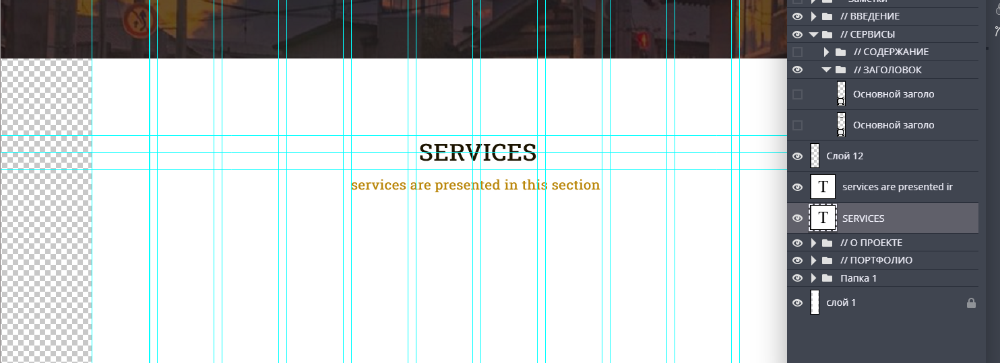 Заметки
// ВВЕДЕНИЕ
// СЕРВИСЫ
// СОДЕРЖАНИЕ
// ЗАГОЛОВОК
Основной заголо
Основной заголо
Слой 12
T services are presented ir
T SERVICES
// О ПРОЕКТЕ
// ПОРТФОЛИО
Папка 1
слой 1
SERVICES
services are presented in this section